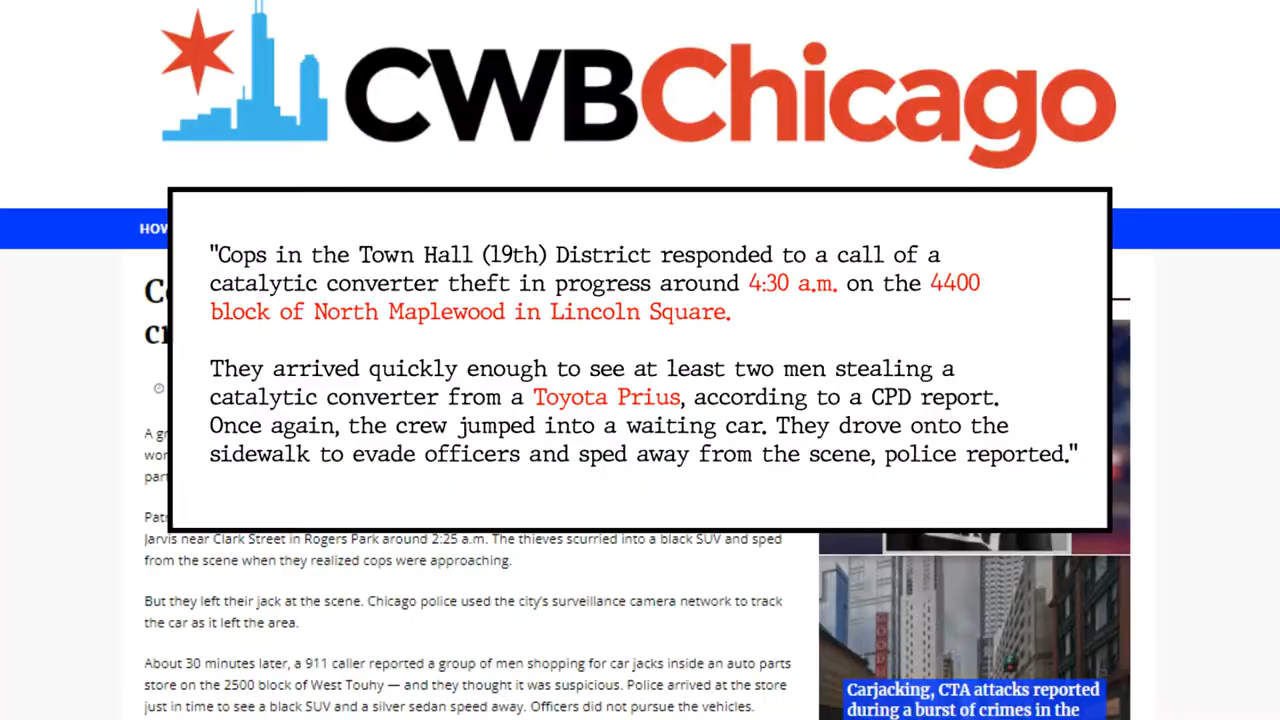 CWBChicago
HOW
"Cops in the Town Hall (19th) District responded to a call of a
catalytic converter theft in progress around 4:30 a.m. on the 4400
block of North Maplewood in Lincoln Square.
They arrived quickly enough to see at least two men stealing a
catalytic converter from a Toyota Prius, according to a CPD report.
Once again, the crew jumped into a waiting car. They drove onto the
sidewalk to evade officers and sped away from the scene, police reported."
Jarvis near Clark Street in Rogers Park around 2:25 a.m. The thieves scurried into a black SUV and sped
from the scene when they realized cops were approaching.
But they left their jack at the scene. Chicago police used the city's surveillance camera network to track
the car as it left the area.
About 30 minutes later, a 911 caller reported a group of men shopping for car jacks inside an auto parts
store on the 2500 block of West Touhy — and they thought it was suspicious. Police arrived at the store
just in time to see a black SUV and a silver sedan speed away. Officers did not pursue the vehicles.
Carjacking, CTA attacks reported
during a burst of crimes in the